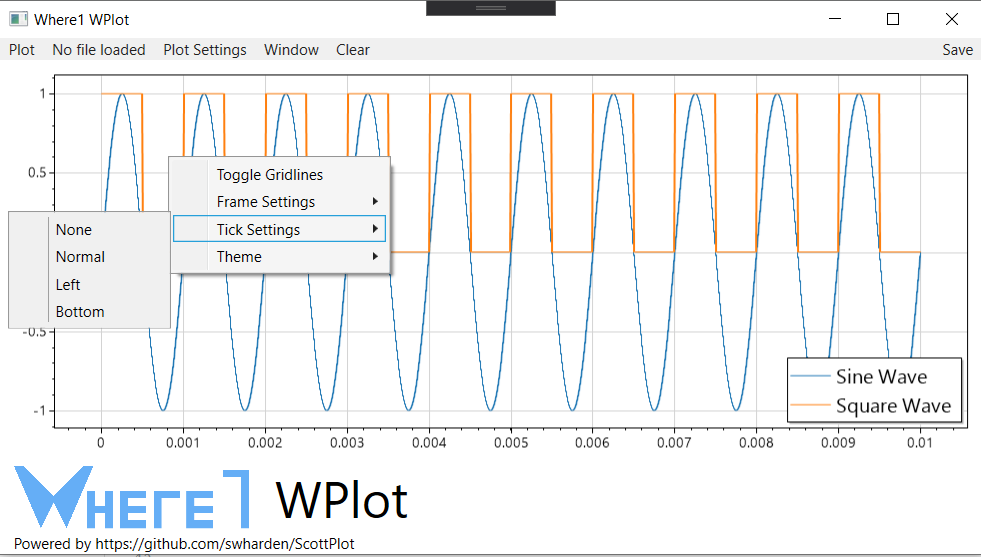 Where1 WPlot
Plot No file loaded Plot Settings Window Clear Save
1
0.5
-0.5
-1
Toggle Gridlines
Frame Settings
Tick Settings
Theme
None
Normal
Left
Bottom
Sine Wave
Square Wave
0 0.001 0.002 0.003 0.004 0.005 0.006 0.007 0.008 0.009 0.01
Where1 WPlot
Powered by https://github.com/swharden/ScottPlot